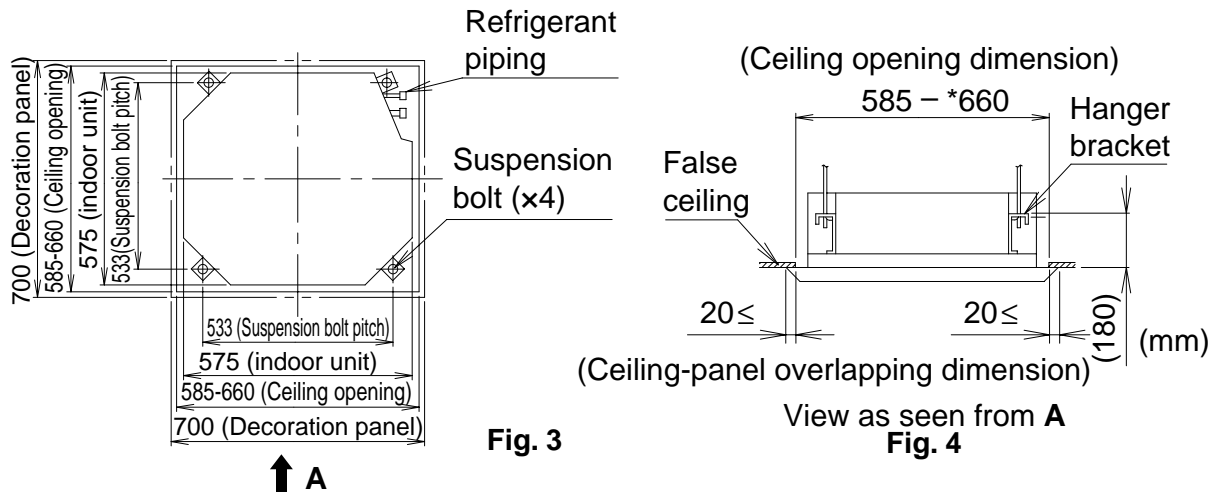 Refrigerant
piping
700 (Decoration panel)
585-660 (Ceiling opening)
575 (indoor unit)
533(Suspension bolt pitch)
Suspension
bolt (×4)
533 (Suspension bolt pitch)
575 (indoor unit)
585-660 (Ceiling opening)
700 (Decoration panel)
Fig. 3
A
(Ceiling opening dimension)
585 – *660
Hanger
bracket
False
ceiling
20≤
20≤
(180)
(mm)
(Ceiling-panel overlapping dimension)
View as seen from A
Fig. 4